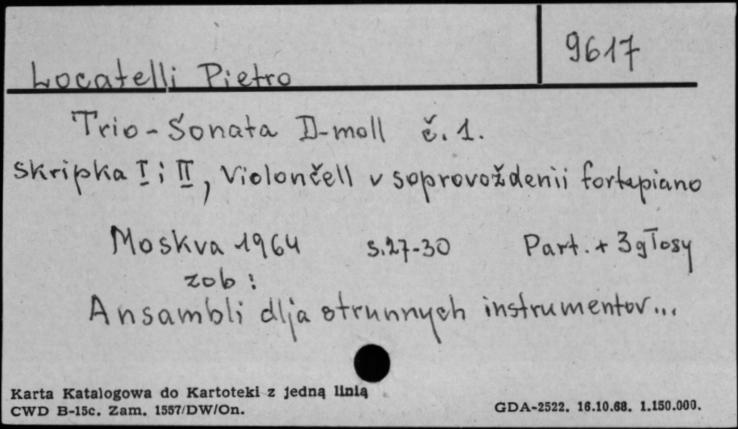 9617
Locatelli Pietro
Trio-Sonata D-moll č. 1.
skripka I i II, Violončell v soprovoždenii fortepiano
Moskva 1964 s.27-30 Part. + 3 głosy
zob:
Ansambli dlja strunnych instrumentov...
Karta Katalogowa do Kartoteki z jedną linią
CWD B-15c. Zam. 1557/DW/On. GDA-2522. 16.10.68. 1.150.000.